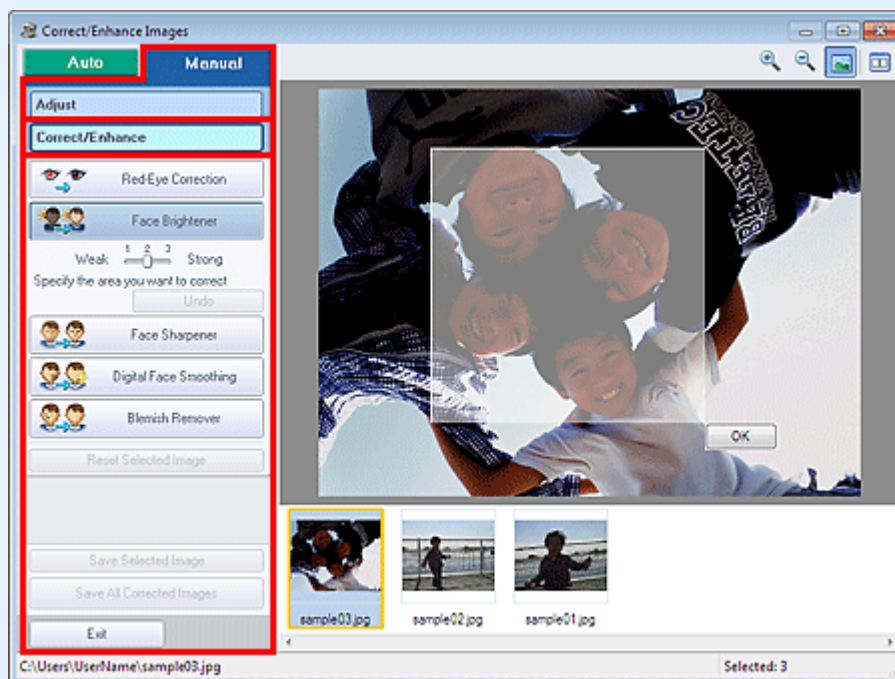 Correct/Enhance Images
Auto
Manual
Adjust
Correct/Enhance
Red-Eye Correction
Face Brightener
1 2 3
Weak Strong
Specify the area you want to correct
Undo
Face Sharpener
Digital Face Smoothing
Blemish Remover
Reset Selected Image
Save Selected Image
Save All Corrected Images
Exit
OK
sample03.jpg
sample02.jpg
sample01.jpg
C:\Users\UserName\sample03.jpg
Selected: 3